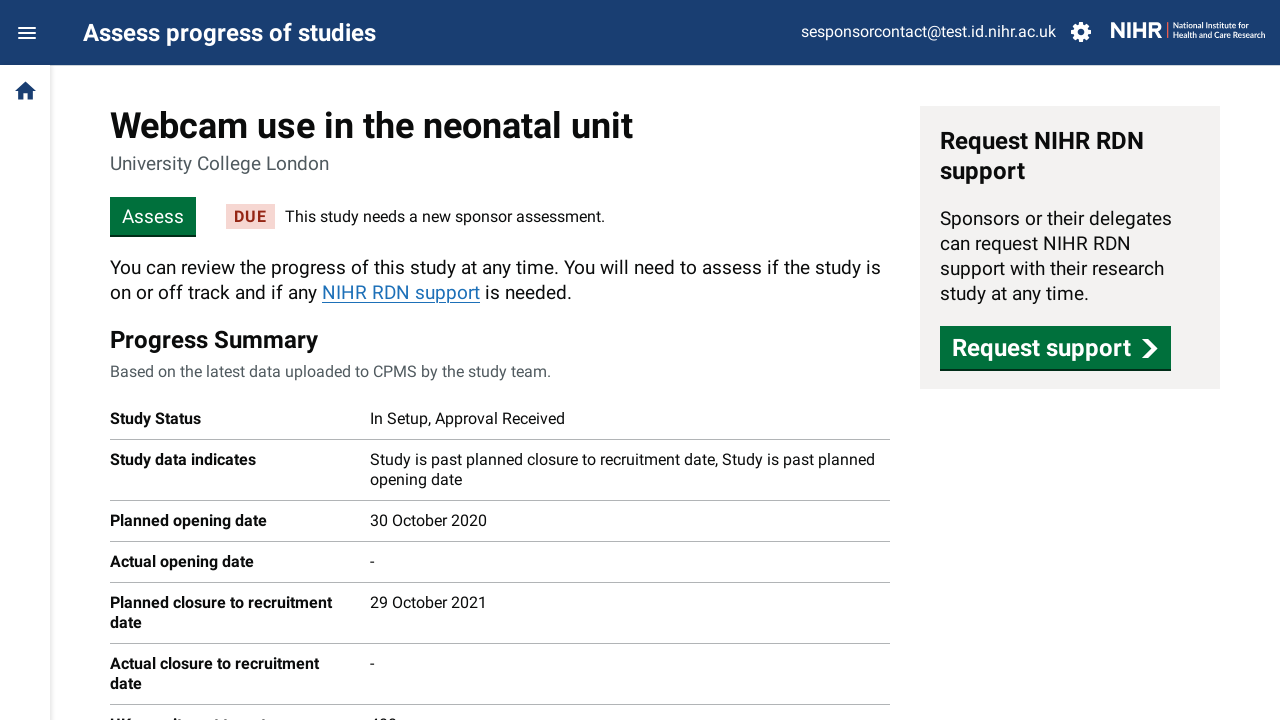 Assess progress of studies
sesponsorcontact@test.id.nihr.ac.uk
NIHR
National Institute for
Health and Care Research
Webcam use in the neonatal unit
University College London
Assess
DUE
This study needs a new sponsor assessment.
You can review the progress of this study at any time. You will need to assess if the study is
on or off track and if any NIHR RDN support is needed.
Progress Summary
Based on the latest data uploaded to CPMS by the study team.
Study Status
In Setup, Approval Received
Study data indicates
Study is past planned closure to recruitment date, Study is past planned
opening date
Planned opening date
30 October 2020
Actual opening date
-
Planned closure to recruitment
date
29 October 2021
Actual closure to recruitment
date
-
Request NIHR RDN
support
Sponsors or their delegates
can request NIHR RDN
support with their research
study at any time.
Request support